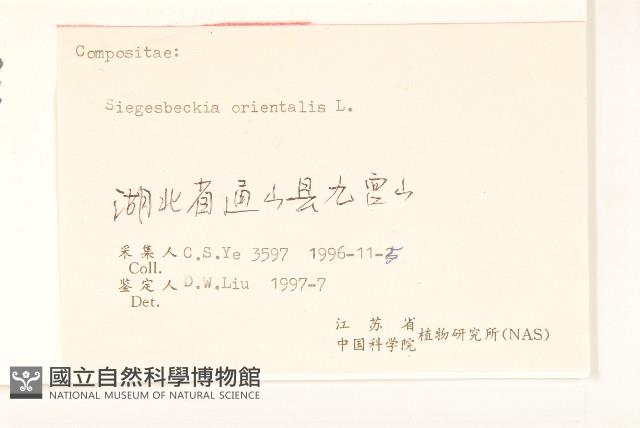 Compositae:
Siegesbeckia orientalis L.
湖北省通山县九宫山
采集人 C.S.Ye 3597 1996-11-5
Coll.
鉴定人 D.W.Liu 1997-7
Det.
江苏省
中国科学院 植物研究所(NAS)
國立自然科學博物館
NATIONAL MUSEUM OF NATURAL SCIENCE